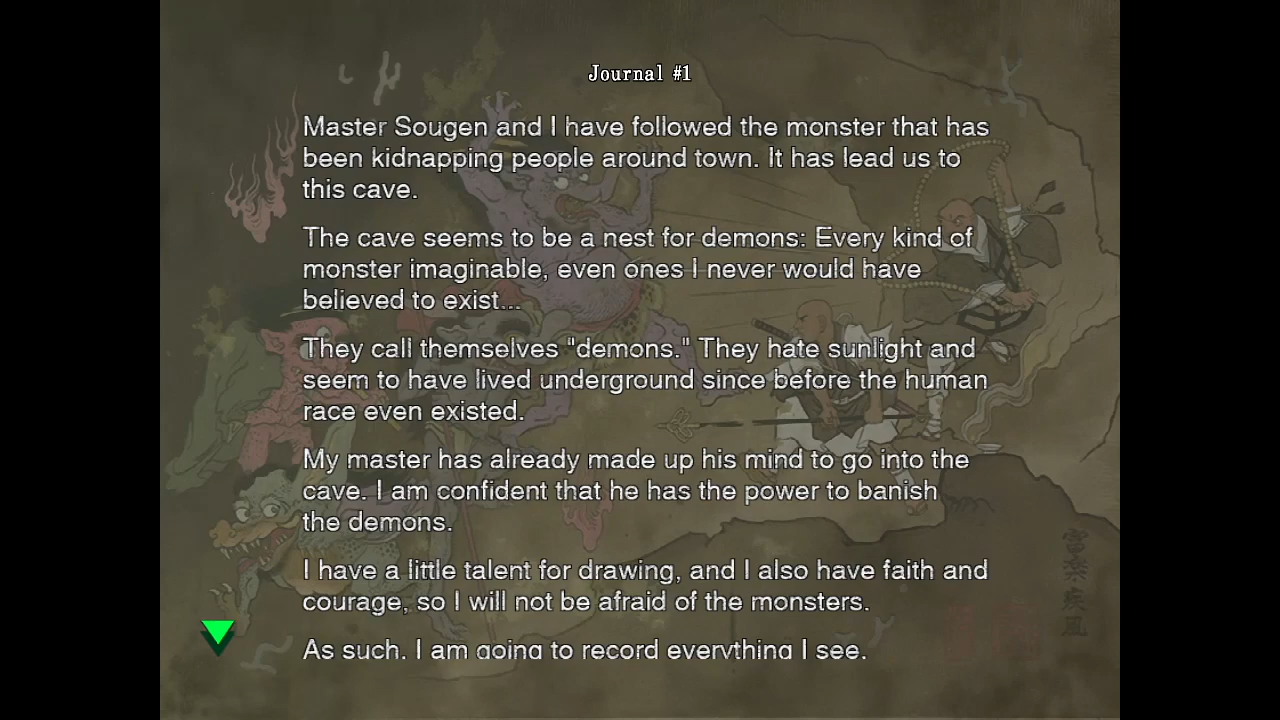 Journal #1
Master Sougen and I have followed the monster that has
been kidnapping people around town. It has lead us to
this cave.
The cave seems to be a nest for demons: Every kind of
monster imaginable, even ones I never would have
believed to exist...
They call themselves "demons." They hate sunlight and
seem to have lived underground since before the human
race even existed.
My master has already made up his mind to go into the
cave. I am confident that he has the power to banish
the demons.
I have a little talent for drawing, and I also have faith and
courage, so I will not be afraid of the monsters.
As such. I am going to record everything I see.